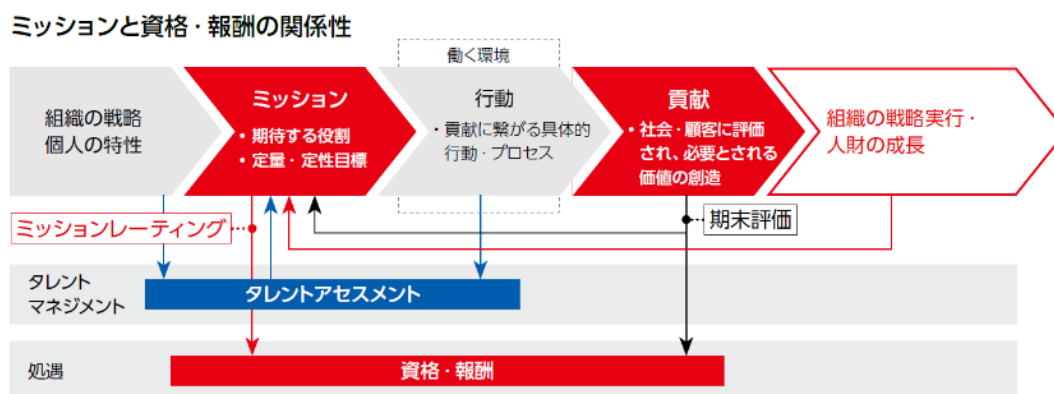 ミッションと資格・報酬の関係性
働く環境
組織の戦略
個人の特性
ミッション
・期待する役割
・定量・定性目標
行動
・貢献に繋がる具体的
行動・プロセス
貢献
・社会・顧客に評価
され、必要とされる
価値の創造
組織の戦略実行・
人財の成長
ミッションレーティング
期末評価
タレント
マネジメント
タレントアセスメント
処遇
資格・報酬